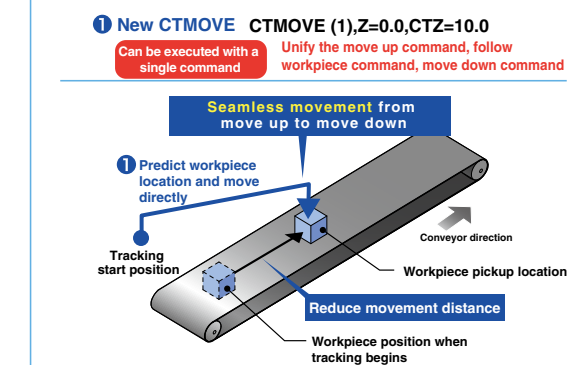 1 New CTMOVE CTMOVE (1),Z=0.0,CTZ=10.0
Can be executed with a
single command
Unify the move up command, follow
workpiece command, move down command
Seamless movement from
move up to move down
1 Predict workpiece
location and move
directly
Tracking
start position
Conveyor direction
Workpiece pickup location
Reduce movement distance
Workpiece position when
tracking begins